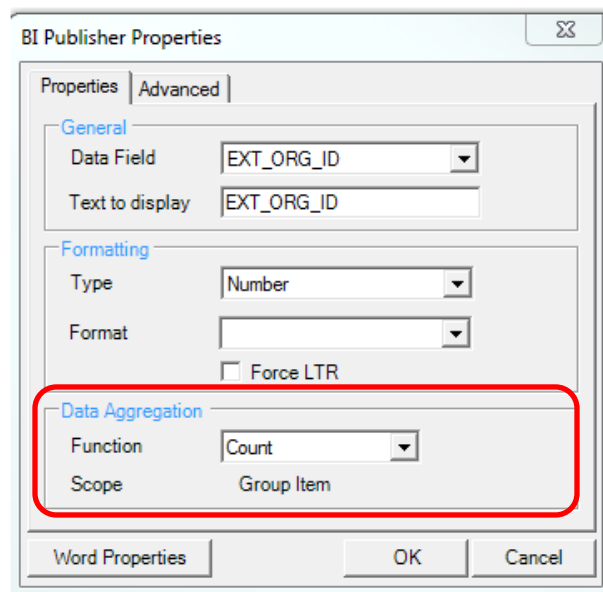 BI Publisher Properties
Properties Advanced
General
Data Field EXT_ORG_ID
Text to display EXT_ORG_ID
Formatting
Type Number
Format
Force LTR
Data Aggregation
Function Count
Scope Group Item
Word Properties OK Cancel